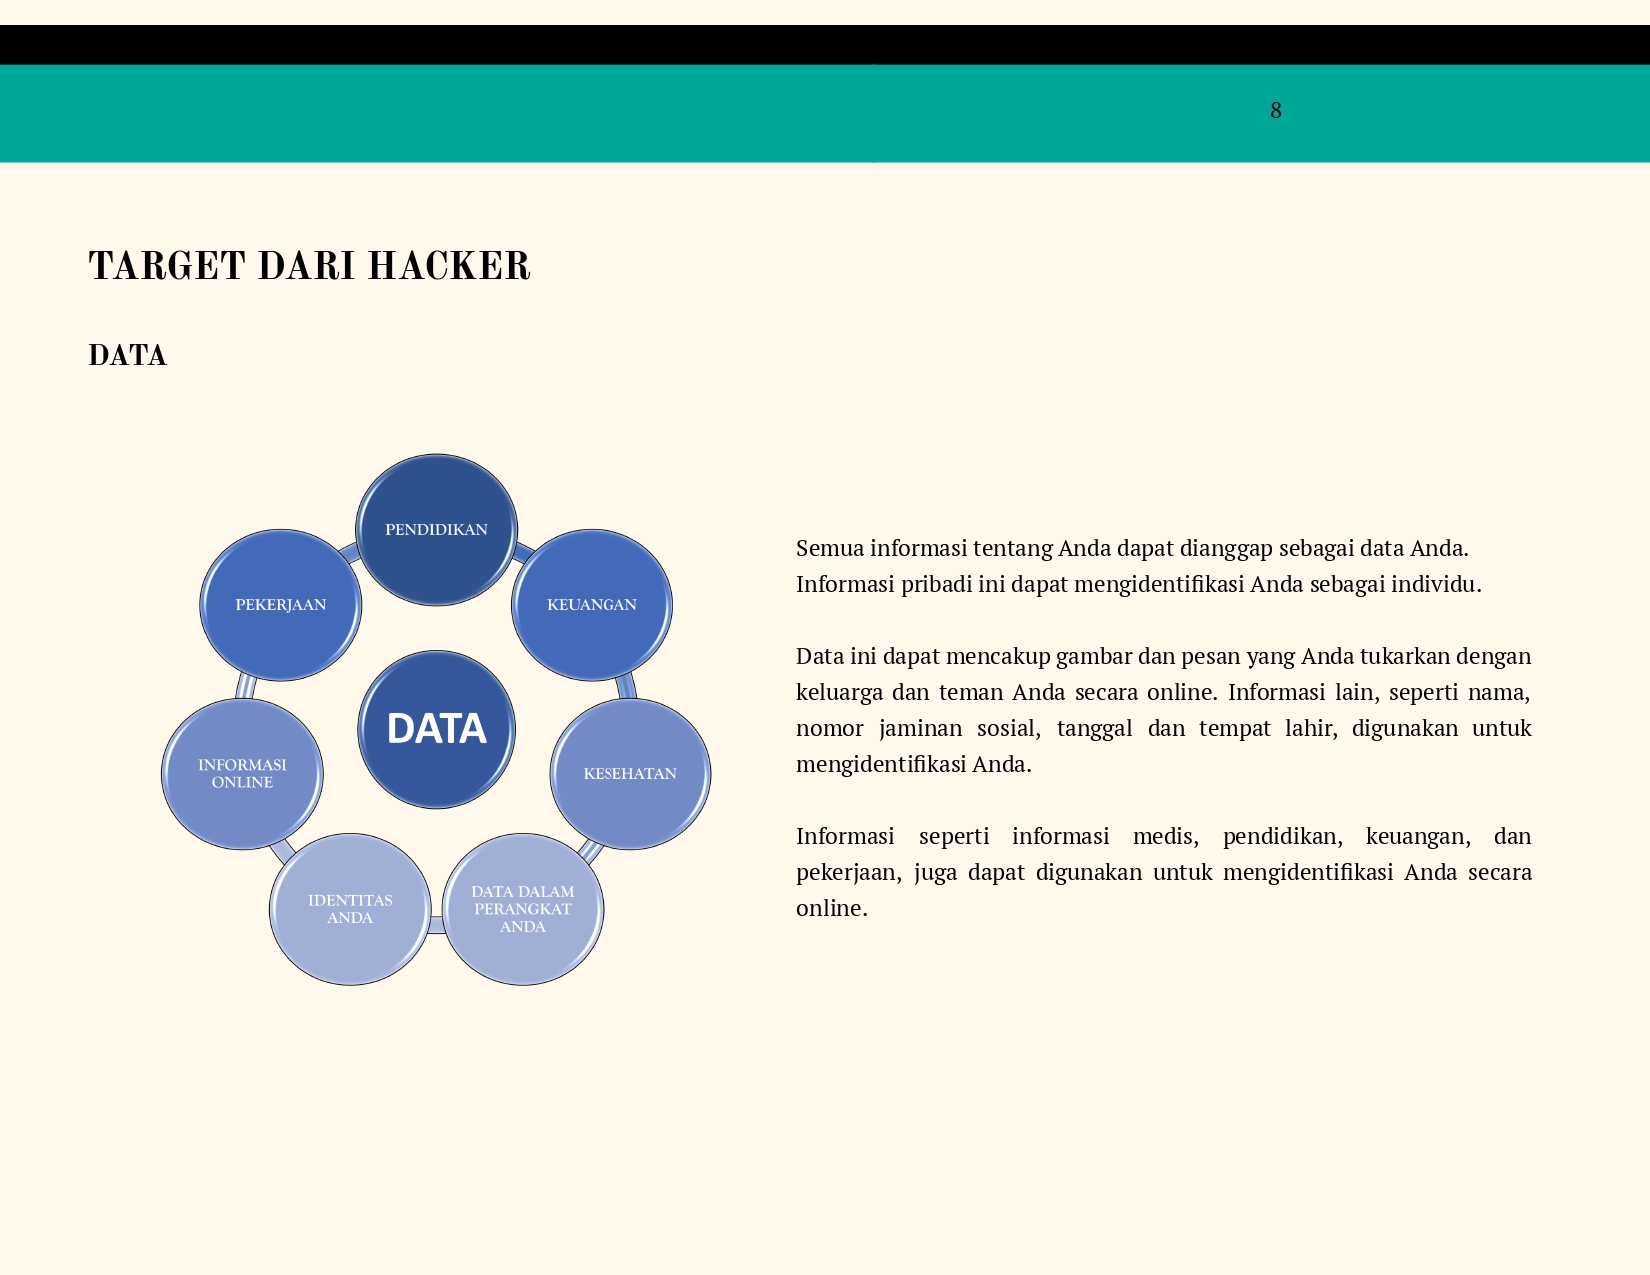 8
TARGET DARI HACKER
DATA
PENDIDIKAN
PEKERJAAN
KEUANGAN
DATA
INFORMASI
ONLINE
KESEHATAN
IDENTITAS
ANDA
DATA DALAM
PERANGKAT
ANDA
Semua informasi tentang Anda dapat dianggap sebagai data Anda.
Informasi pribadi ini dapat mengidentifikasi Anda sebagai individu.
Data ini dapat mencakup gambar dan pesan yang Anda tukarkan dengan
keluarga dan teman Anda secara online. Informasi lain, seperti nama,
nomor jaminan sosial, tanggal dan tempat lahir, digunakan untuk
mengidentifikasi Anda.
Informasi seperti informasi medis, pendidikan, keuangan, dan
pekerjaan, juga dapat digunakan untuk mengidentifikasi Anda secara
online.